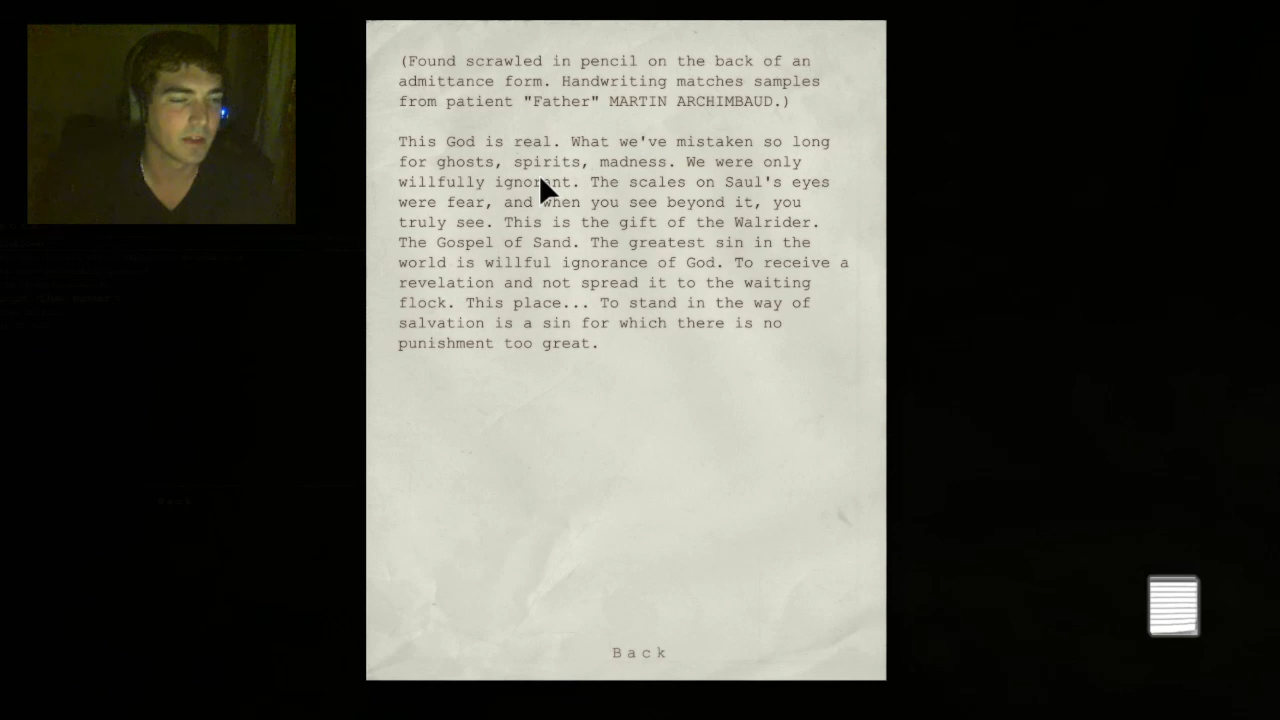 (Found scrawled in pencil on the back of an
admittance form. Handwriting matches samples
from patient "Father" MARTIN ARCHIMBAUD.)
This God is real. What we've mistaken so long
for ghosts, spirits, madness. We were only
willfully ignorant. The scales on Saul's eyes
were fear, and when you see beyond it, you
truly see. This is the gift of the Walrider.
The Gospel of Sand. The greatest sin in the
world is willful ignorance of God. To receive a
revelation and not spread it to the waiting
flock. This place... To stand in the way of
salvation is a sin for which there is no
punishment too great.
Back